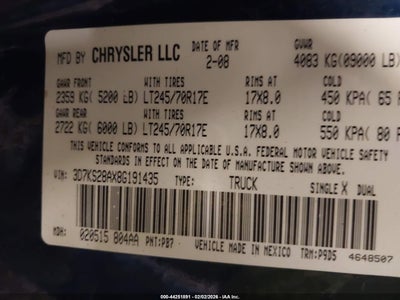 MFD BY CHRYSLER LLC DATE OF MFR GVWR
2-08 4083 KG(09000 LB)
GAWR FRONT WITH TIRES RIMS AT COLD
2359 KG( 5200 LB) LT245/70R17E 17X8.0 450 KPA( 65
GAWR REAR WITH TIRES RIMS AT COLD
2722 KG( 6000 LB) LT245/70R17E 17X8.0 550 KPA( 80
THIS VEHICLE CONFORMS TO ALL APPLICABLE U.S.A. FEDERAL MOTOR VEHICLE SAFETY
STANDARDS IN EFFECT ON THE DATE OF MANUFACTURE SHOWN ABOVE
VIN: 3D7KS28AX8G191435 TYPE: TRUCK SINGLE X DUAL
MDH: 020515 804AA PNT:PB7 VEHICLE MADE IN MEXICO TRM:P9D5 4648507
000-44251891 - 02/02/2026 - IAA Inc.